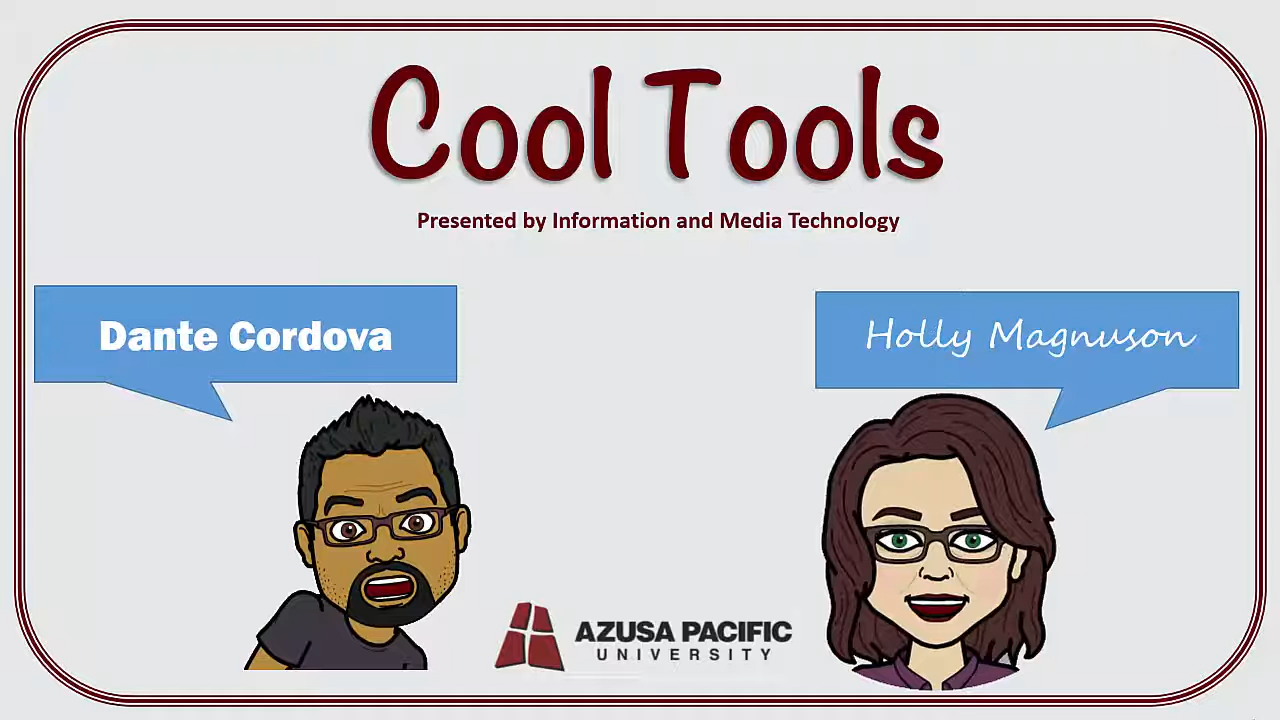 Cool Tools
Presented by Information and Media Technology
Dante Cordova
Holly Magnuson
AZUSA PACIFIC
UNIVERSITY